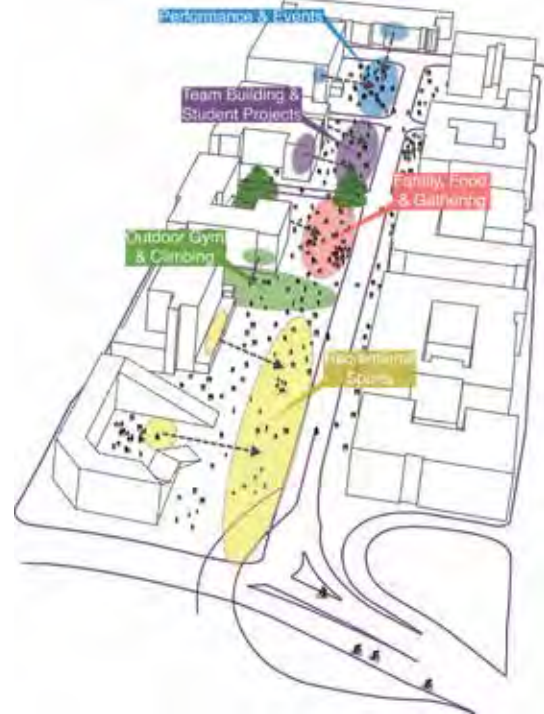 Performance & Events
Team Building &
Student Projects
Family, Food
& Gathering
Outdoor Gym
& Climbing
Sports